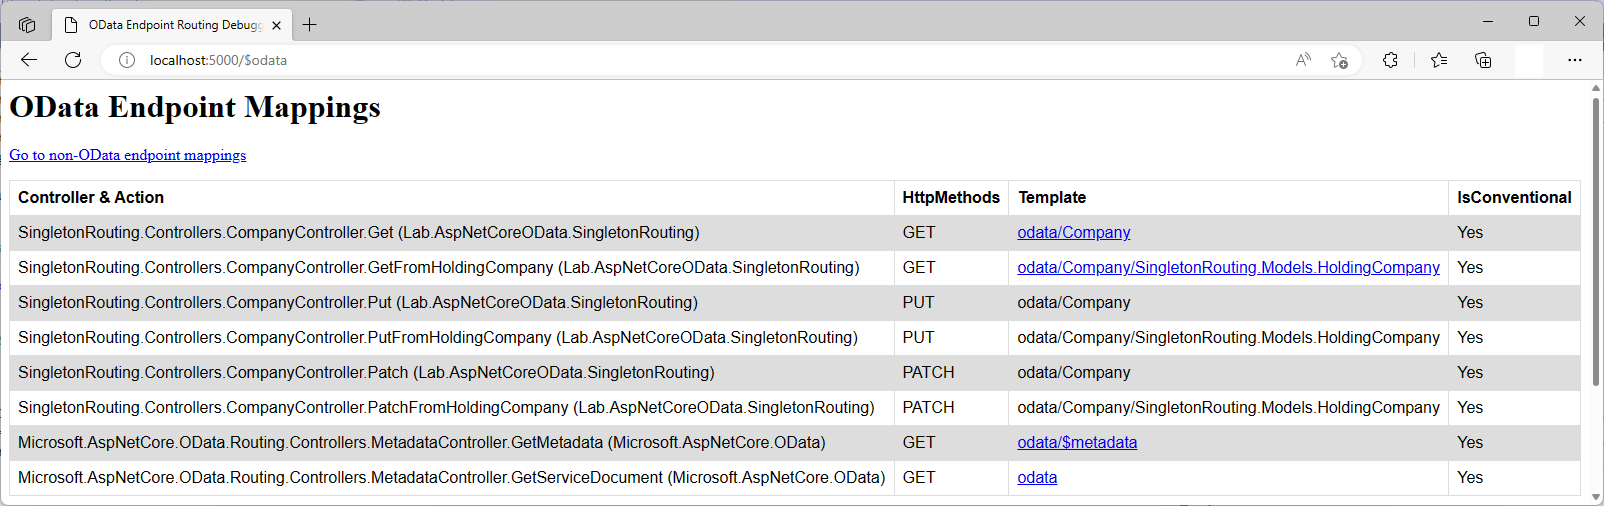 OData Endpoint Routing Debugg
localhost:5000/$odata
OData Endpoint Mappings
Go to non-OData endpoint mappings
Controller & Action HttpMethods Template IsConventional
SingletonRouting.Controllers.CompanyController.Get (Lab.AspNetCoreOData.SingletonRouting) GET odata/Company Yes
SingletonRouting.Controllers.CompanyController.GetFromHoldingCompany (Lab.AspNetCoreOData.SingletonRouting) GET odata/Company/SingletonRouting.Models.HoldingCompany Yes
SingletonRouting.Controllers.CompanyController.Put (Lab.AspNetCoreOData.SingletonRouting) PUT odata/Company Yes
SingletonRouting.Controllers.CompanyController.PutFromHoldingCompany (Lab.AspNetCoreOData.SingletonRouting) PUT odata/Company/SingletonRouting.Models.HoldingCompany Yes
SingletonRouting.Controllers.CompanyController.Patch (Lab.AspNetCoreOData.SingletonRouting) PATCH odata/Company Yes
SingletonRouting.Controllers.CompanyController.PatchFromHoldingCompany (Lab.AspNetCoreOData.SingletonRouting) PATCH odata/Company/SingletonRouting.Models.HoldingCompany Yes
Microsoft.AspNetCore.OData.Routing.Controllers.MetadataController.GetMetadata (Microsoft.AspNetCore.OData) GET odata/$metadata Yes
Microsoft.AspNetCore.OData.Routing.Controllers.MetadataController.GetServiceDocument (Microsoft.AspNetCore.OData) GET odata Yes